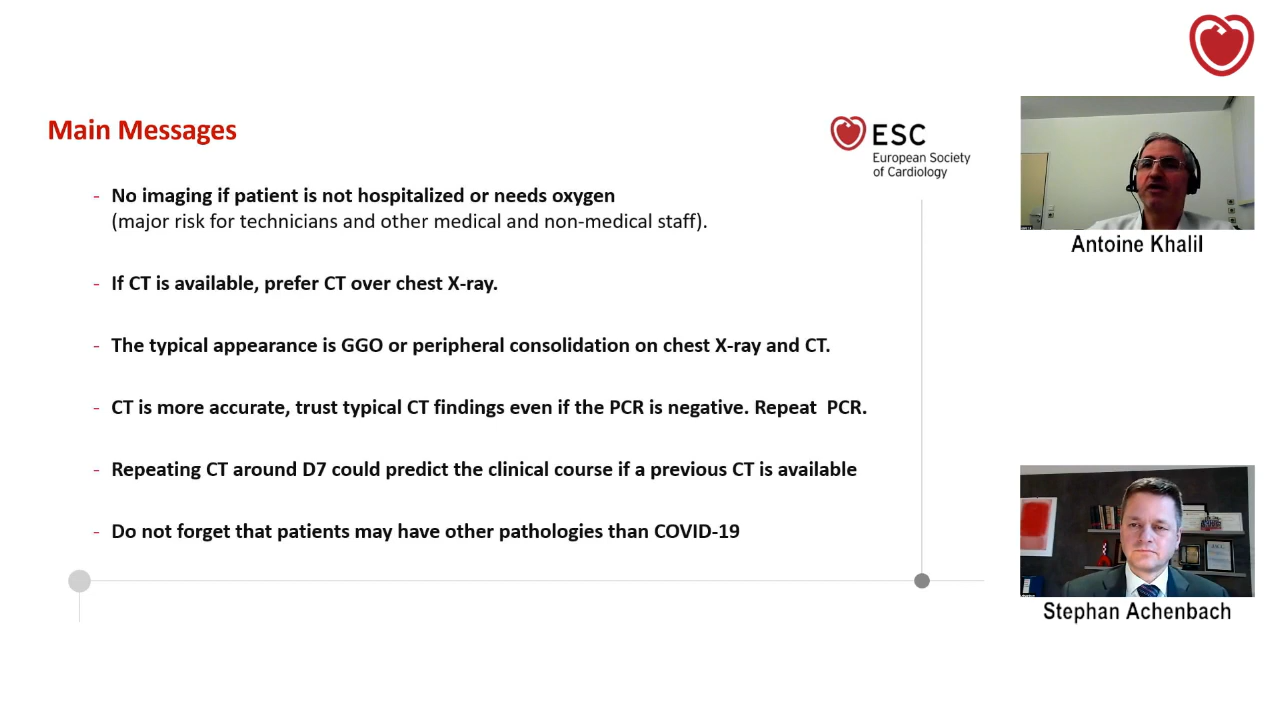 Main Messages
ESC
European Society
of Cardiology
- No imaging if patient is not hospitalized or needs oxygen
(major risk for technicians and other medical and non-medical staff).
- If CT is available, prefer CT over chest X-ray.
- The typical appearance is GGO or peripheral consolidation on chest X-ray and CT.
- CT is more accurate, trust typical CT findings even if the PCR is negative. Repeat  PCR.
- Repeating CT around D7 could predict the clinical course if a previous CT is available
- Do not forget that patients may have other pathologies than COVID-19
Antoine Khalil
Stephan Achenbach